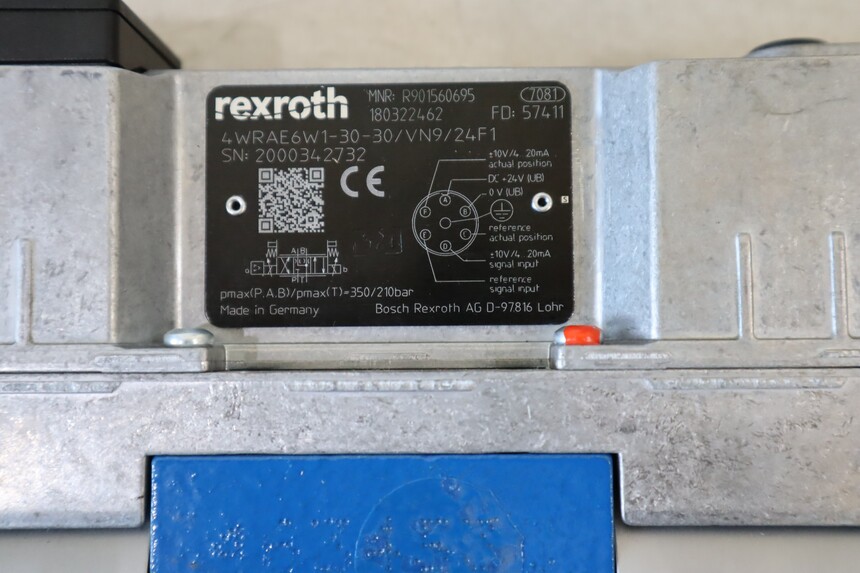 rexroth
MNR: R901560695
7081
180322462
FD: 57411
4WRAE6W1-30-30/VN9/24F1
SN: 2000342732
CE
±10V/4..20mA
actual position
DC +24V (UB)
0 V (UB)
A
B
C
D
E
F
reference
actual position
±10V/4..20mA
signal input
reference
signal input
A B
a
b
P T
pmax(P.A.B)/pmax(T)=350/210bar
Made in Germany
Bosch Rexroth AG D-97816 Lohr